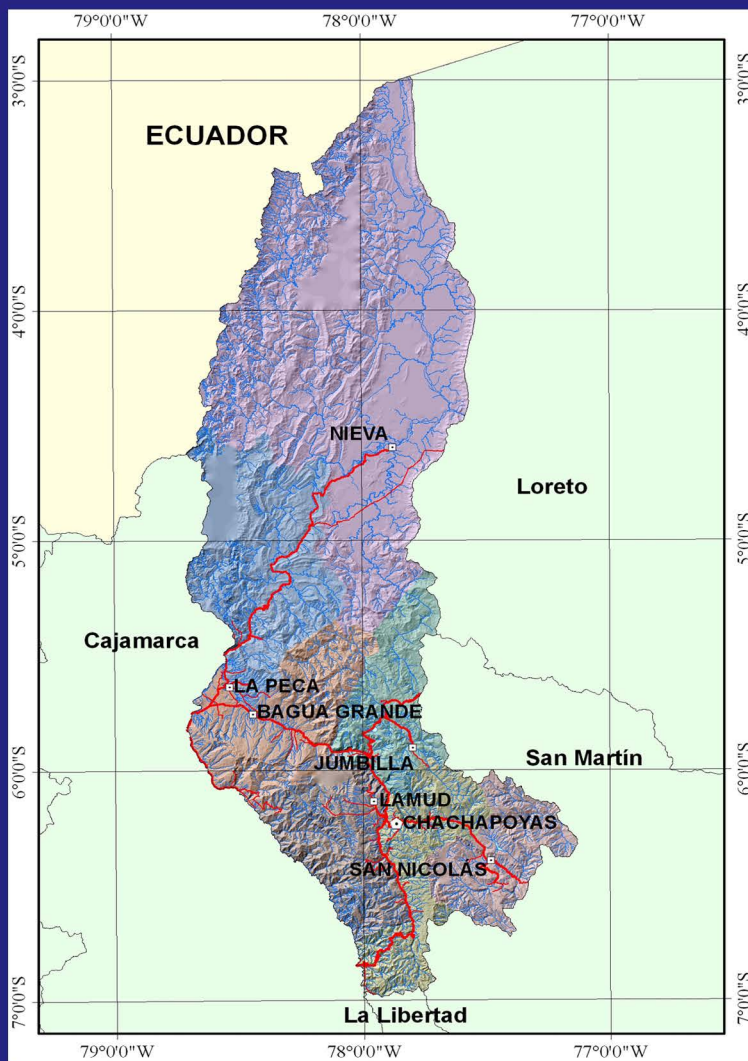 79°0'0"W 78°0'0"W 77°0'0"W
3°0'0"S 3°0'0"S
ECUADOR
4°0'0"S 4°0'0"S
NIEVA
Loreto
5°0'0"S 5°0'0"S
Cajamarca
LA PECA
BAGUA GRANDE
San Martín
JUMBILLA
6°0'0"S 6°0'0"S
LAMUD
CHACHAPOYAS
SAN NICOLÁS
7°0'0"S 7°0'0"S
La Libertad
79°0'0"W 78°0'0"W 77°0'0"W